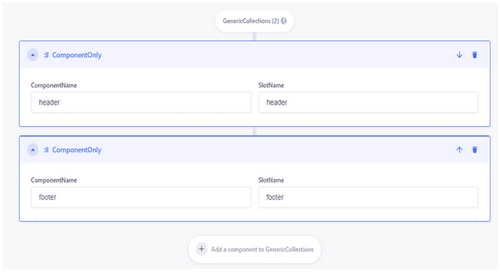 GenericCollections (2)
ComponentOnly
ComponentName SlotName
header header
ComponentOnly
ComponentName SlotName
footer footer
Add a component to GenericCollections